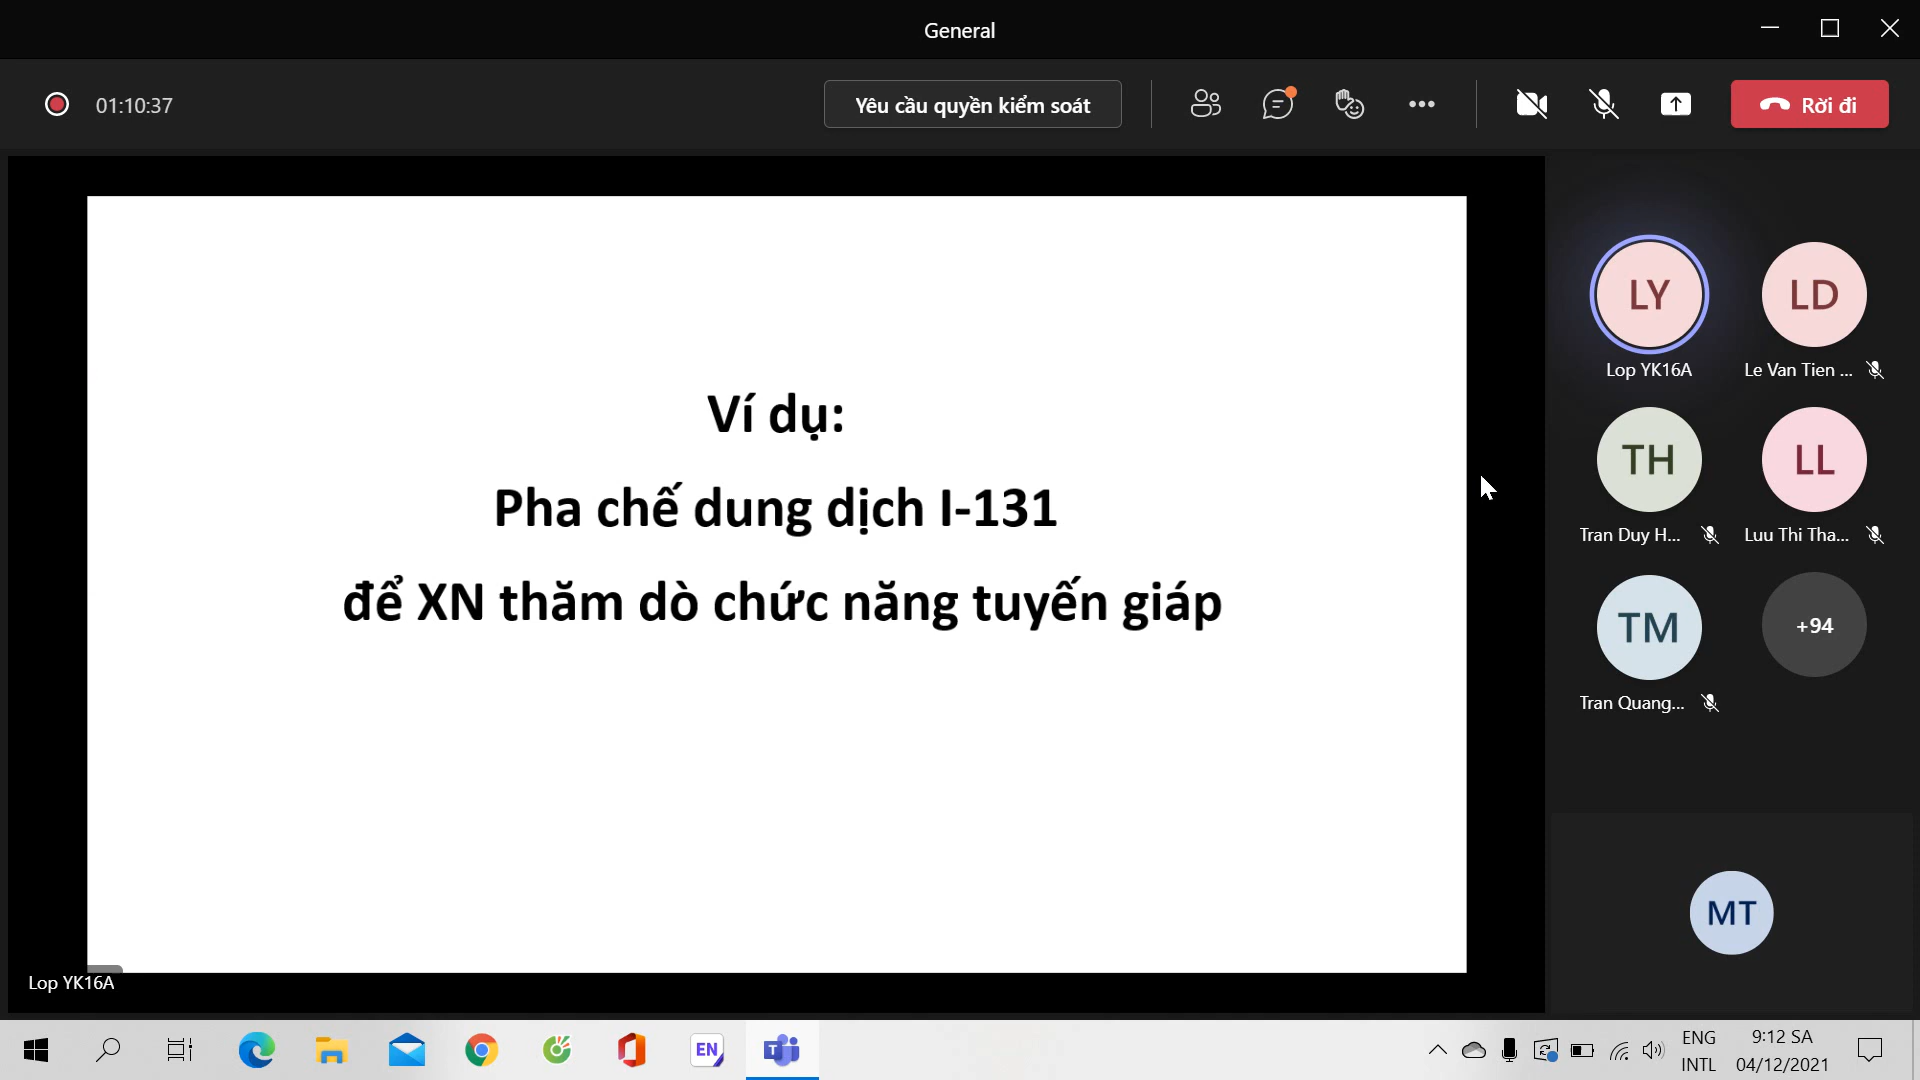 General
01:10:37
Yêu cầu quyền kiểm soát
Rời đi
Ví dụ:
Pha chế dung dịch I-131
để XN thăm dò chức năng tuyến giáp
Lop YK16A
LY
LD
Lop YK16A
Le Van Tien ...
TH
LL
Tran Duy H...
Luu Thi Tha...
TM
+94
Tran Quang...
MT
EN
T
ENG
INTL
9:12 SA
04/12/2021